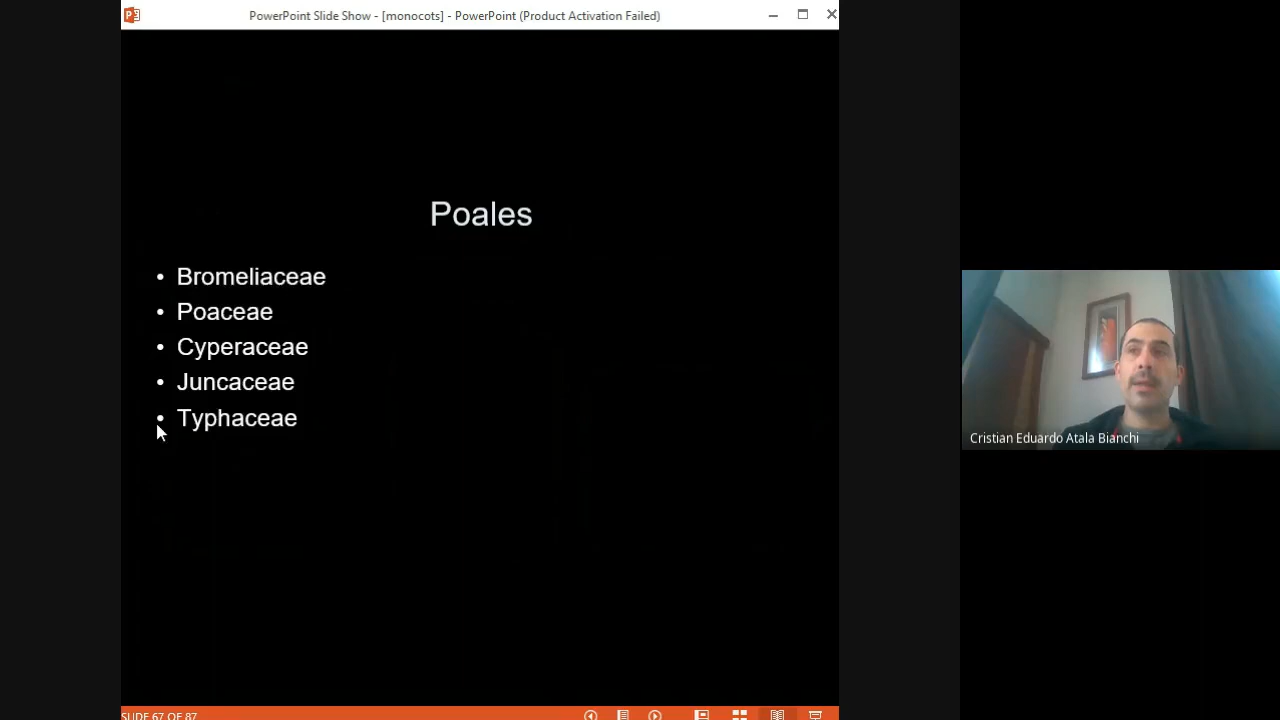 PowerPoint Slide Show - [monocots] - PowerPoint (Product Activation Failed)
Poales
• Bromeliaceae
• Poaceae
• Cyperaceae
• Juncaceae
• Typhaceae
Cristian Eduardo Atala Bianchi
SLIDE 67 OF 87